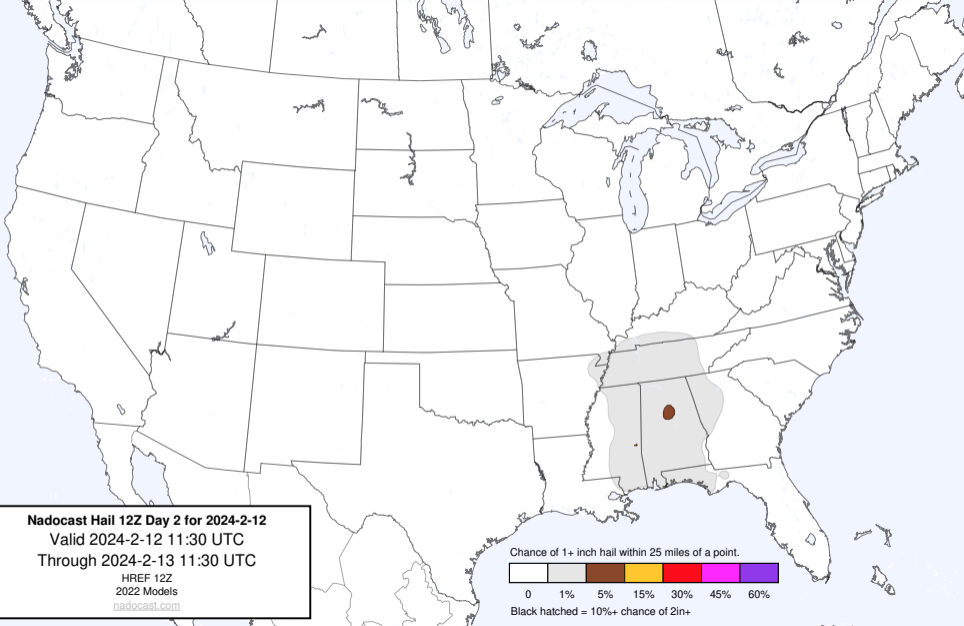 Nadocast Hail 12Z Day 2 for 2024-2-12
Valid 2024-2-12 11:30 UTC
Through 2024-2-13 11:30 UTC
HREF 12Z
2022 Models
nadocast.com
Chance of 1+ inch hail within 25 miles of a point.
0 1% 5% 15% 30% 45% 60%
Black hatched = 10%+ chance of 2in+